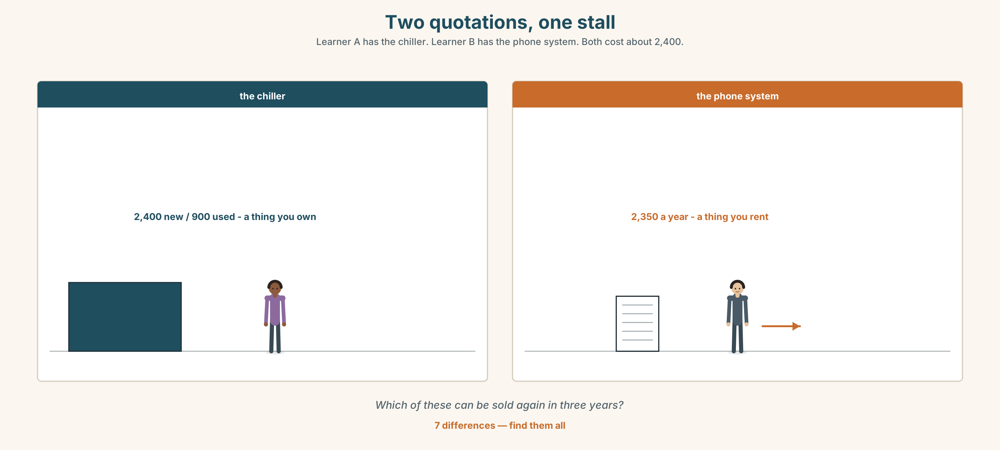 Two quotations, one stall
Learner A has the chiller. Learner B has the phone system. Both cost about 2,400.
the chiller
2,400 new / 900 used - a thing you own
the phone system
2,350 a year - a thing you rent
Which of these can be sold again in three years?
7 differences — find them all